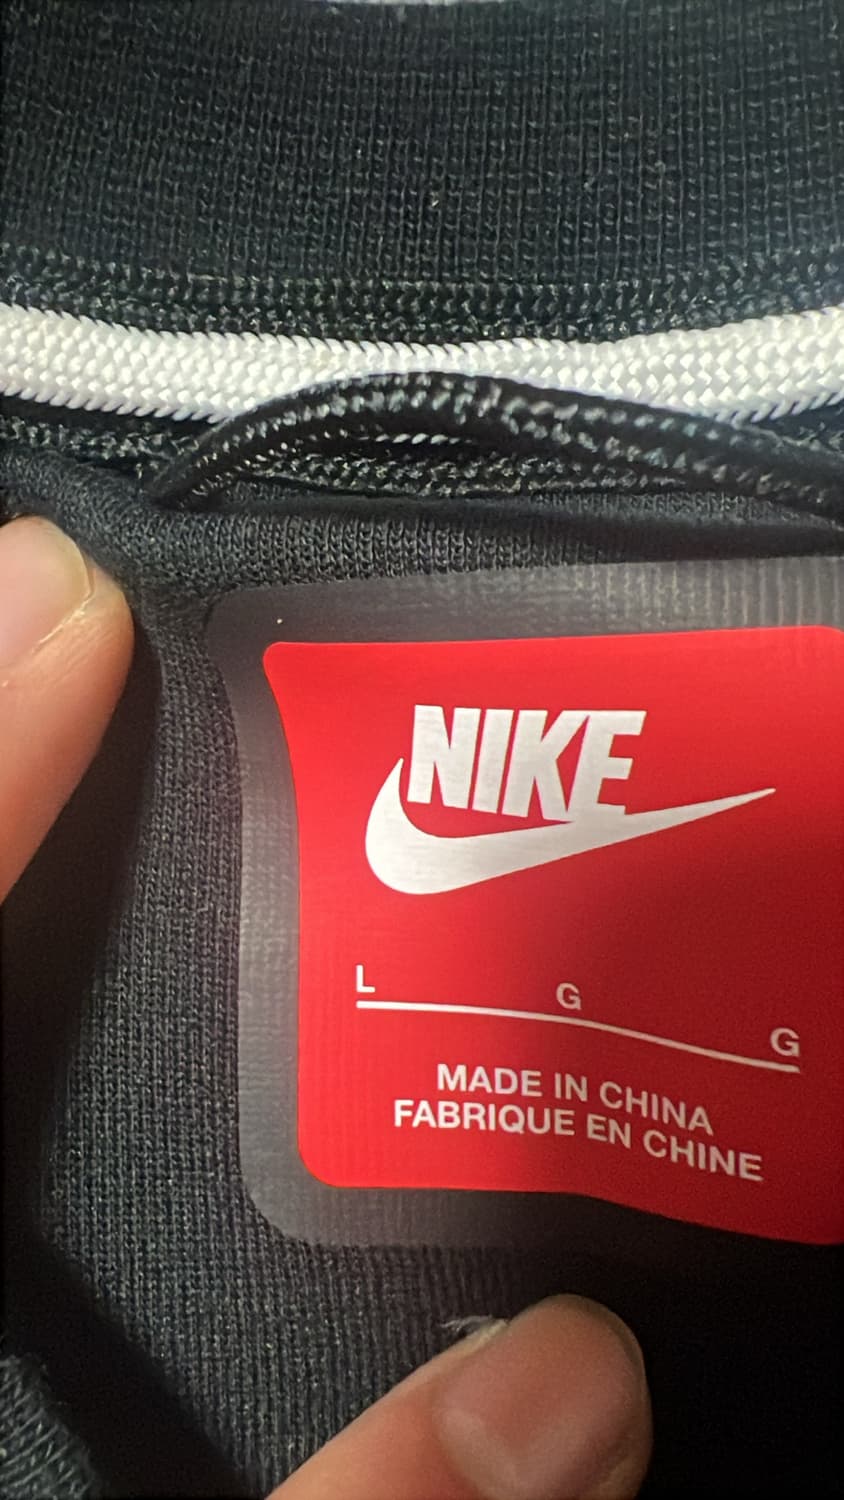 NIKE
L G G
MADE IN CHINA
FABRIQUE EN CHINE